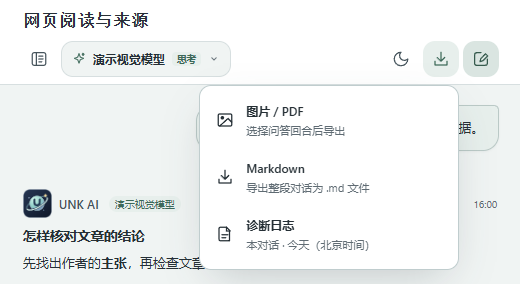 网页阅读与来源
演示视觉模型 思考
图片 / PDF
选择问答回合后导出
据。
Markdown
导出整段对话为 .md 文件
UNK AI 演示视觉模型
16:00
诊断日志
本对话 · 今天（北京时间）
怎样核对文章的结论
先找出作者的主张，再检查文章